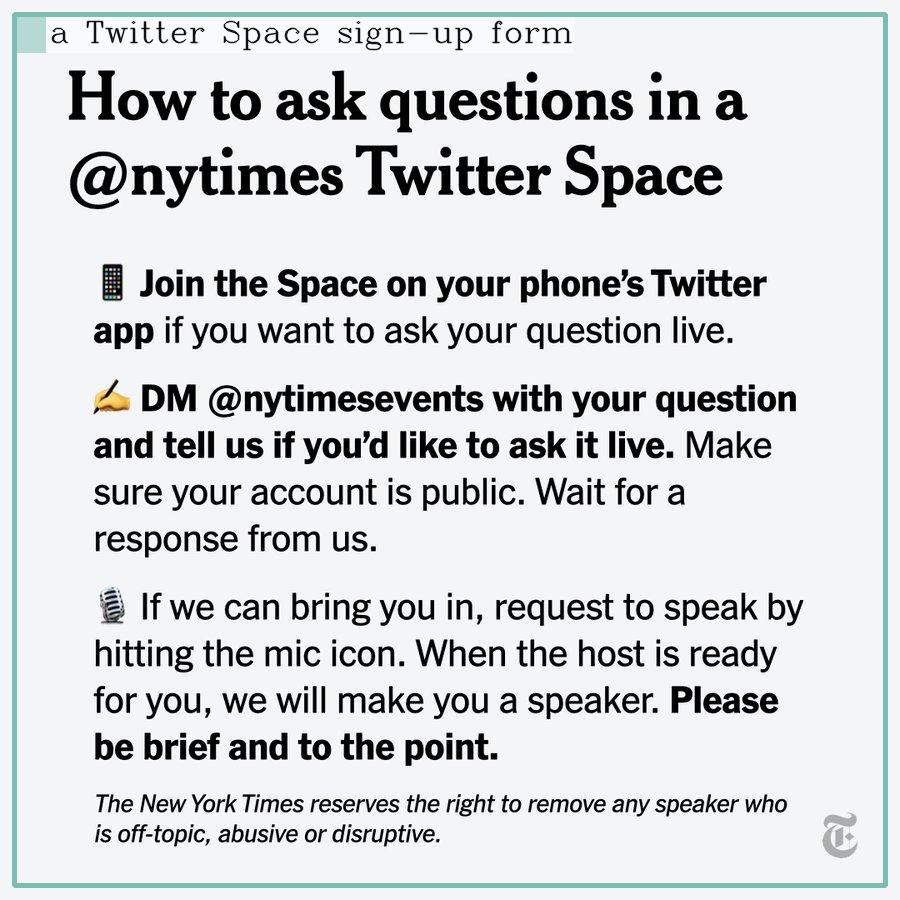 a Twitter Space sign-up form
How to ask questions in a
@nytimes Twitter Space
📱 Join the Space on your phone’s Twitter
app if you want to ask your question live.
✍️ DM @nytimesevents with your question
and tell us if you’d like to ask it live. Make
sure your account is public. Wait for a
response from us.
🎙️ If we can bring you in, request to speak by
hitting the mic icon. When the host is ready
for you, we will make you a speaker. Please
be brief and to the point.
The New York Times reserves the right to remove any speaker who
is off-topic, abusive or disruptive.
T